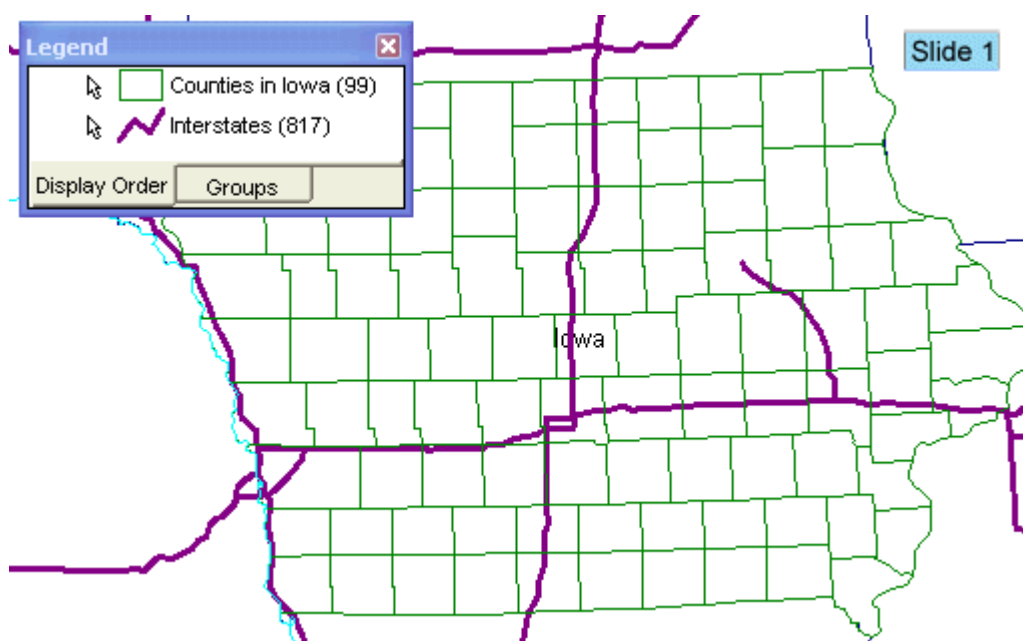 Legend
Slide 1
Counties in Iowa (99)
Interstates (817)
Display Order
Groups
Iowa